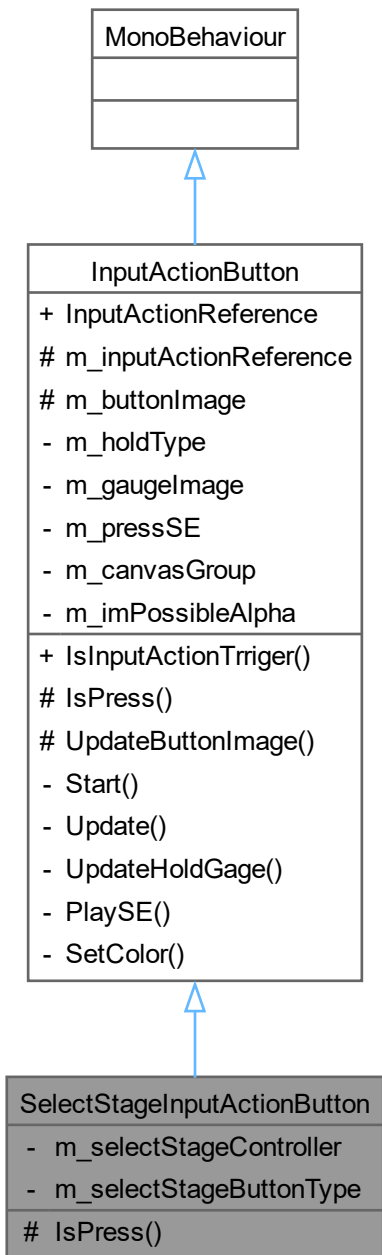 MonoBehaviour
InputActionButton
+ InputActionReference
# m_inputActionReference
# m_buttonImage
- m_holdType
- m_gaugeImage
- m_pressSE
- m_canvasGroup
- m_imPossibleAlpha
+ IsInputActionTrriger()
# IsPress()
# UpdateButtonImage()
- Start()
- Update()
- UpdateHoldGage()
- PlaySE()
- SetColor()
SelectStageInputActionButton
- m_selectStageController
- m_selectStageButtonType
# IsPress()